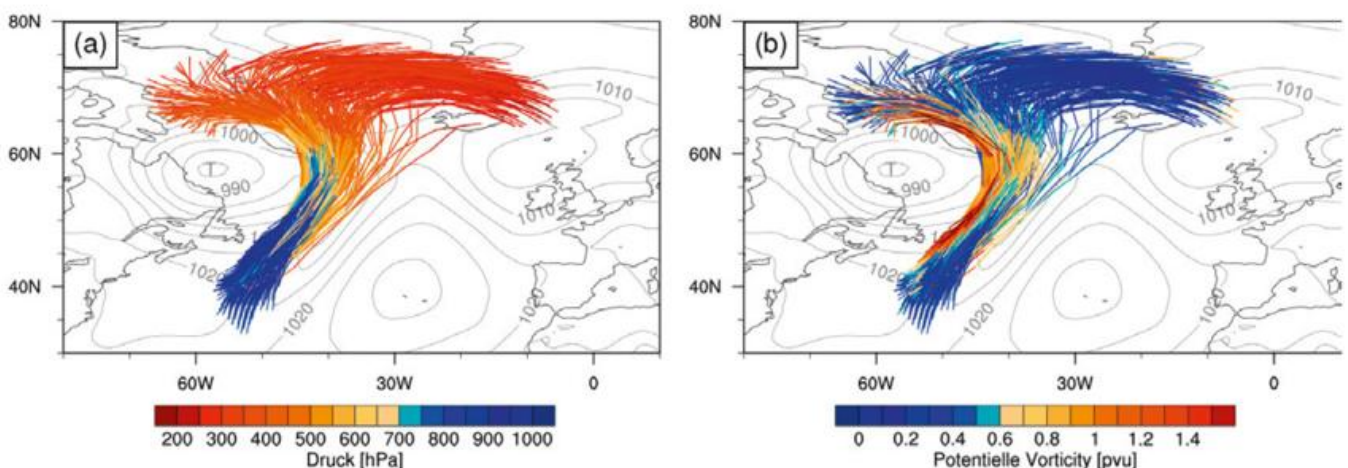 (a)
80N
60N
40N
60W
30W
0
1010
1000
T
990
1010
1020
1020
200 300 400 500 600 700 800 900 1000
Druck [hPa]
(b)
80N
60N
40N
60W
30W
0
1010
1000
T
990
1010
1020
1020
0 0.2 0.4 0.6 0.8 1 1.2 1.4
Potentielle Vorticity [pvu]